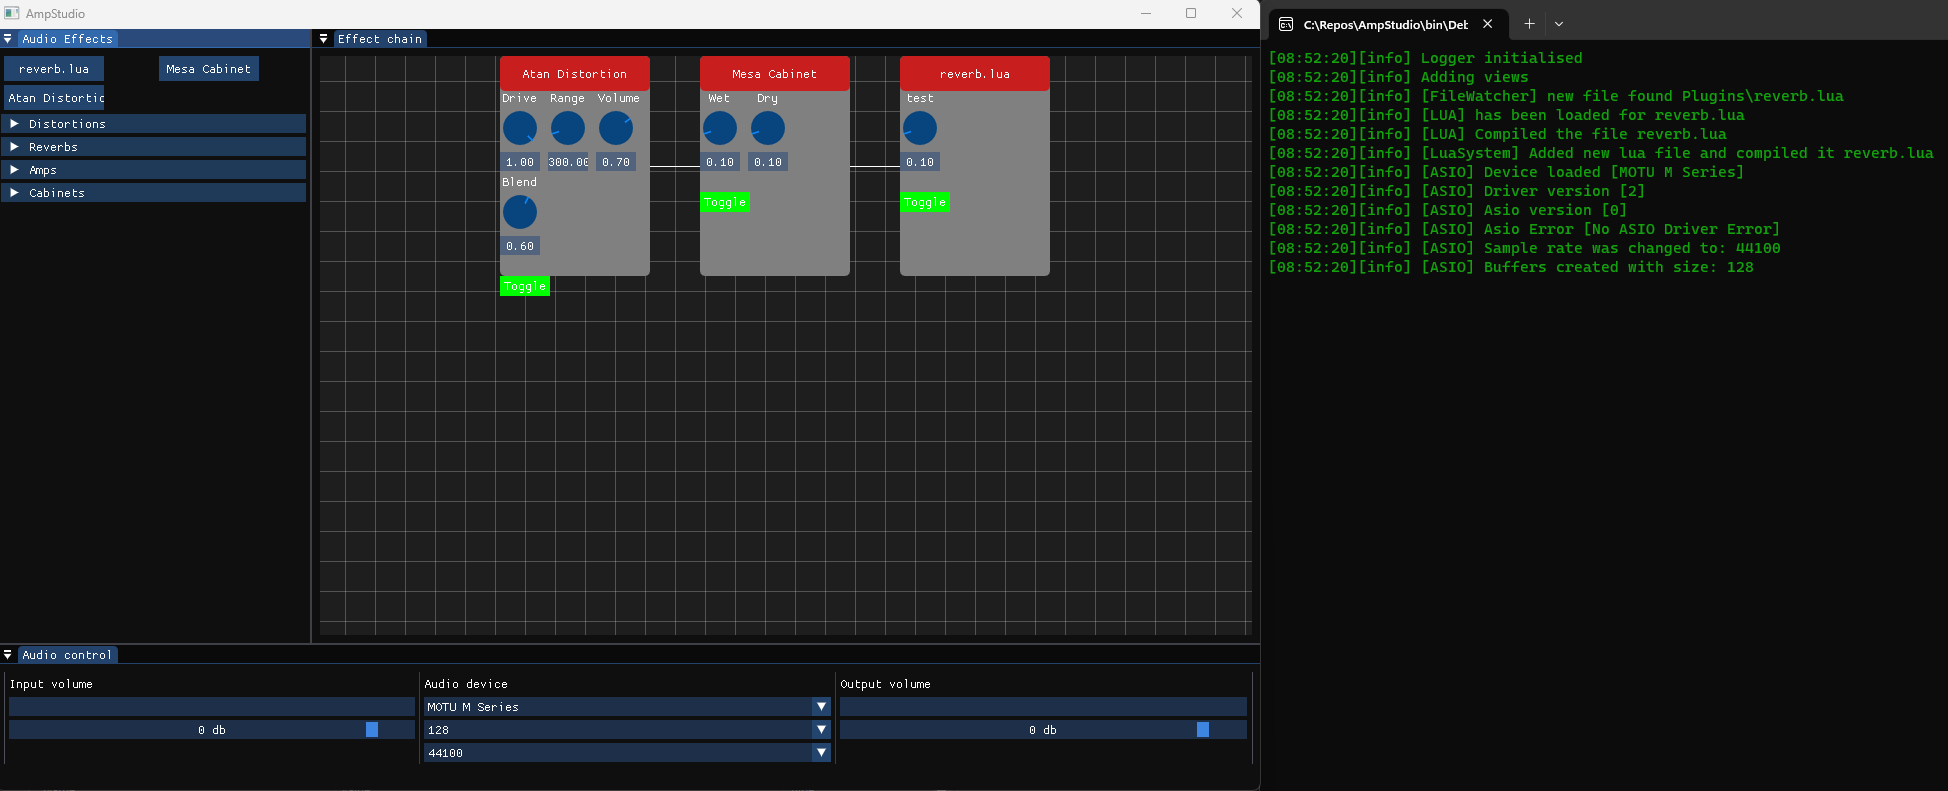 AmpStudio
Audio Effects
reverb.lua
Mesa Cabinet
Atan Distortic
Distortions
Reverbs
Amps
Cabinets
Effect chain
Atan Distortion
Drive Range Volume
1.00 300.00 0.70
Blend
0.60
Toggle
Mesa Cabinet
Wet Dry
0.10 0.10
Toggle
reverb.lua
test
0.10
Toggle
Audio control
Input volume
0 db
Audio device
MOTU M Series
128
44100
Output volume
0 db
C:\Repos\AmpStudio\bin\Deb
[08:52:20][info] Logger initialised
[08:52:20][info] Adding views
[08:52:20][info] [FileWatcher] new file found Plugins\reverb.lua
[08:52:20][info] [LUA] has been loaded for reverb.lua
[08:52:20][info] [LUA] Compiled the file reverb.lua
[08:52:20][info] [LuaSystem] Added new lua file and compiled it reverb.lua
[08:52:20][info] [ASIO] Device loaded [MOTU M Series]
[08:52:20][info] [ASIO] Driver version [2]
[08:52:20][info] [ASIO] Asio version [0]
[08:52:20][info] [ASIO] Asio Error [No ASIO Driver Error]
[08:52:20][info] [ASIO] Sample rate was changed to: 44100
[08:52:20][info] [ASIO] Buffers created with size: 128